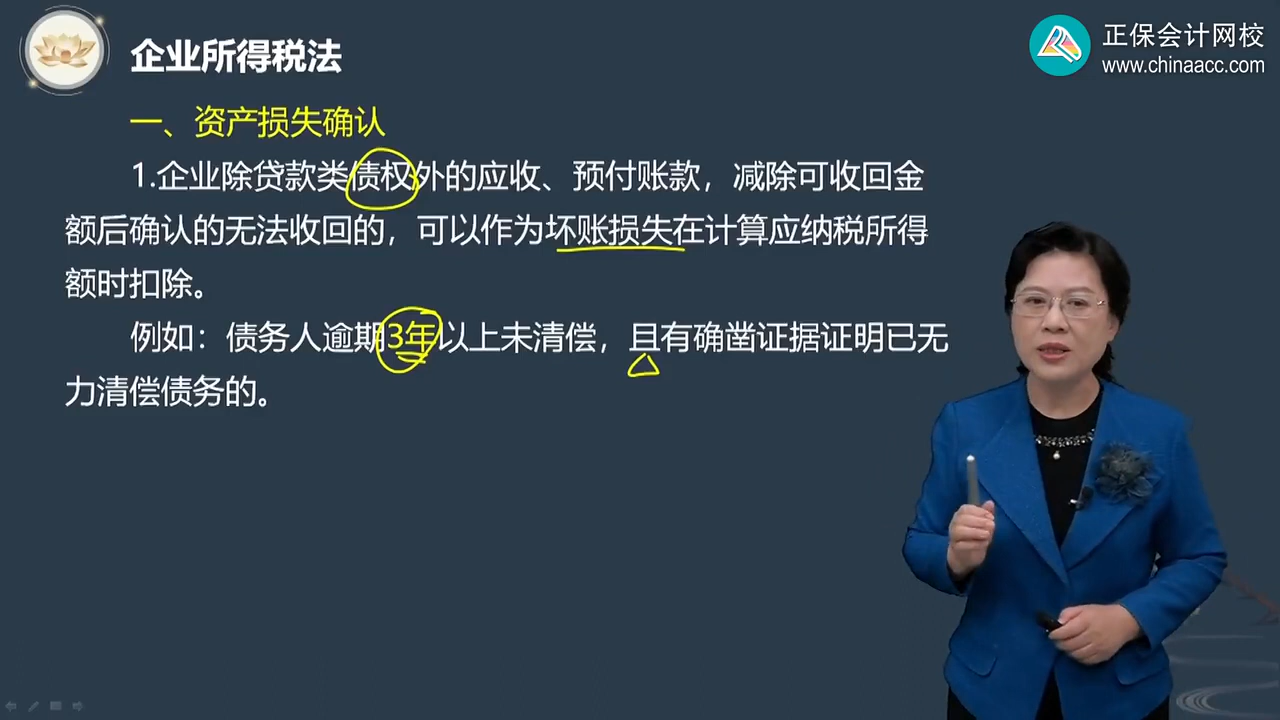 企业所得税法
正保会计网校
www.chinaacc.com
一、资产损失确认
1.企业除贷款类债权外的应收、预付账款，减除可收回金
额后确认的无法收回的，可以作为坏账损失在计算应纳税所得
额时扣除。
例如：债务人逾期3年以上未清偿，且有确凿证据证明已无
力清偿债务的。